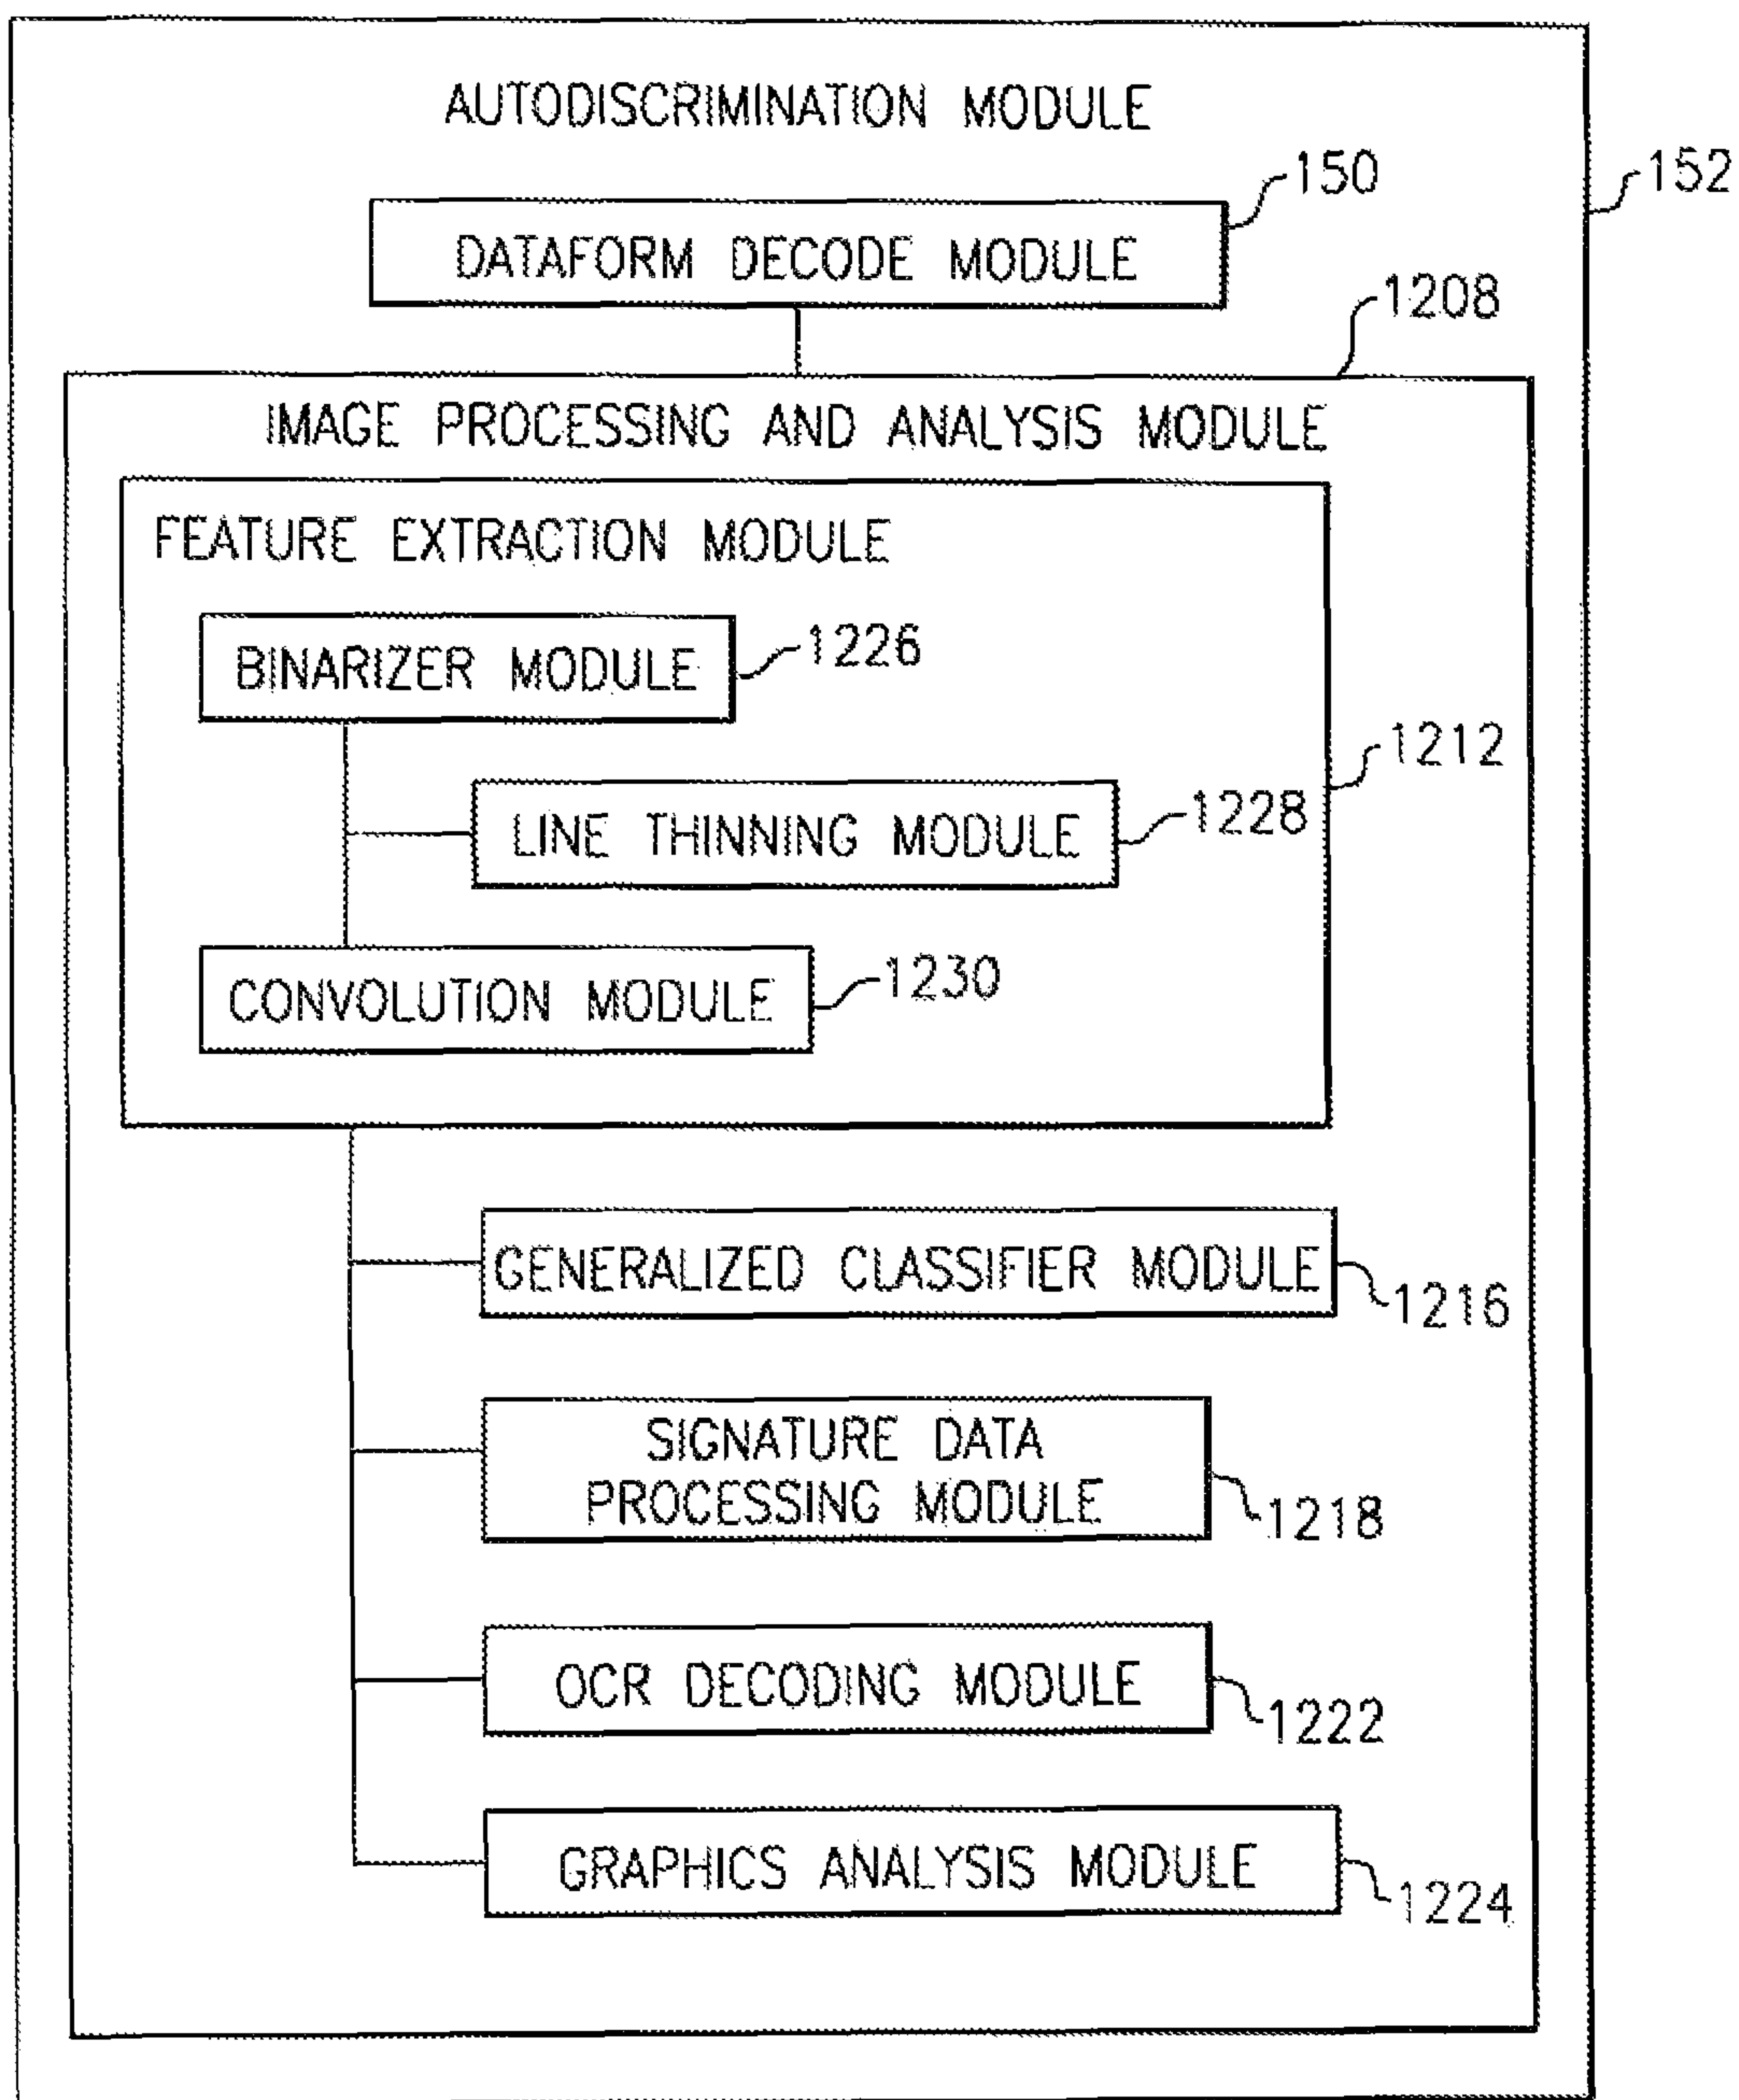 AUTODISCRIMINATION MODULE
150
152
DATAFORM DECODE MODULE
1208
IMAGE PROCESSING AND ANALYSIS MODULE
FEATURE EXTRACTION MODULE
BINARIZER MODULE
1226
1212
LINE THINNING MODULE
1228
CONVOLUTION MODULE
1230
GENERALIZED CLASSIFIER MODULE
1216
SIGNATURE DATA
PROCESSING MODULE
1218
OCR DECODING MODULE
1222
GRAPHICS ANALYSIS MODULE
1224